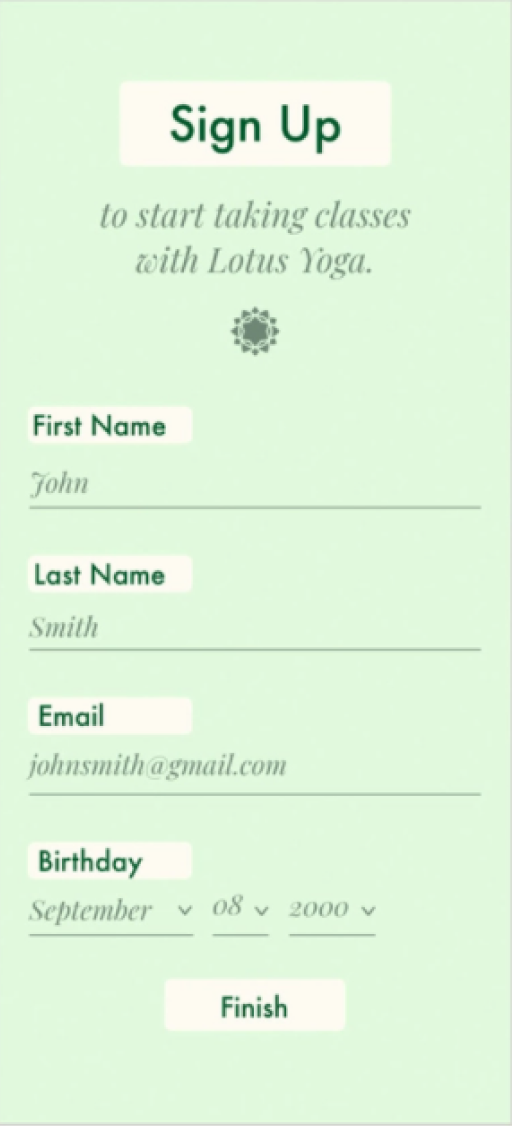 Sign Up
to start taking classes
with Lotus Yoga.
First Name
John
Last Name
Smith
Email
johnsmith@gmail.com
Birthday
September 08 2000
Finish